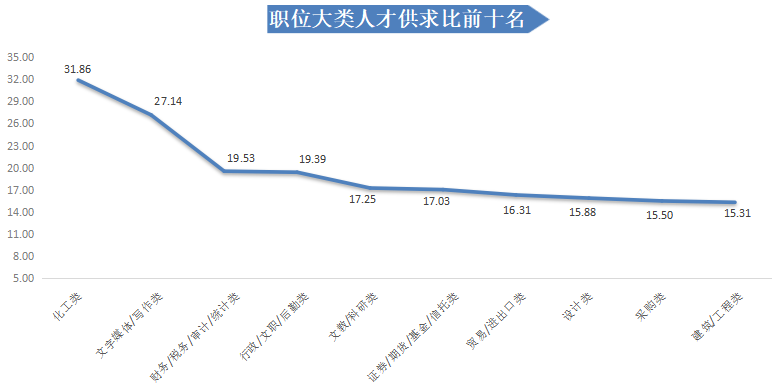 职位大类人才供求比前十名
35.00
32.00
29.00
26.00
23.00
20.00
17.00
14.00
11.00
8.00
5.00
31.86
27.14
19.53
19.39
17.25
17.03
16.31
15.88
15.50
15.31
化工类
文字媒体/写作类
财务/税务/审计/统计类
行政/文职/后勤类
文教/科研类
证券/期货/基金/信托类
贸易/进出口类
设计类
采购类
建筑/工程类